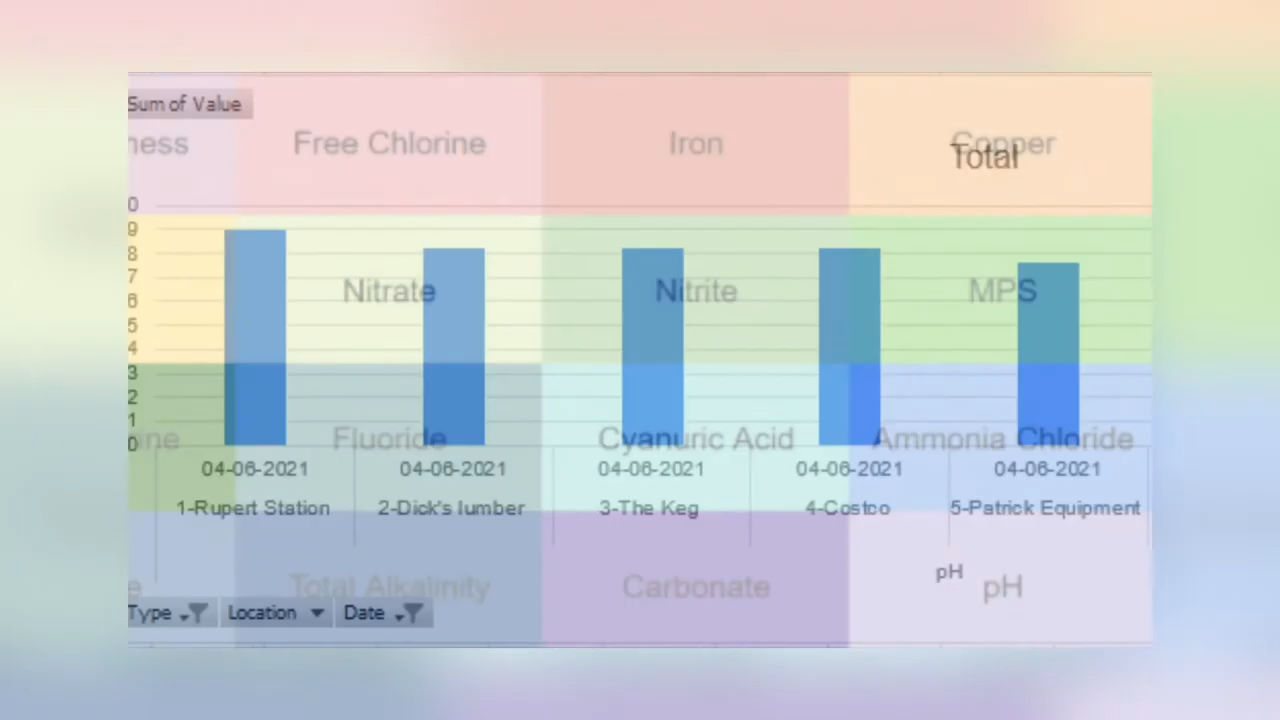 Sum of Value
ness Free Chlorine Iron Copper
Total
0
9
8
7
6
5
4
3
2
1
0
Nitrate Nitrite MPS
ine Fluoride Cyanuric Acid Ammonia Chloride
04-06-2021 04-06-2021 04-06-2021 04-06-2021 04-06-2021
1-Rupert Station 2-Dick's lumber 3-The Keg 4-Costco 5-Patrick Equipment
pH
e Total Alkalinity Carbonate pH
Type Location Date